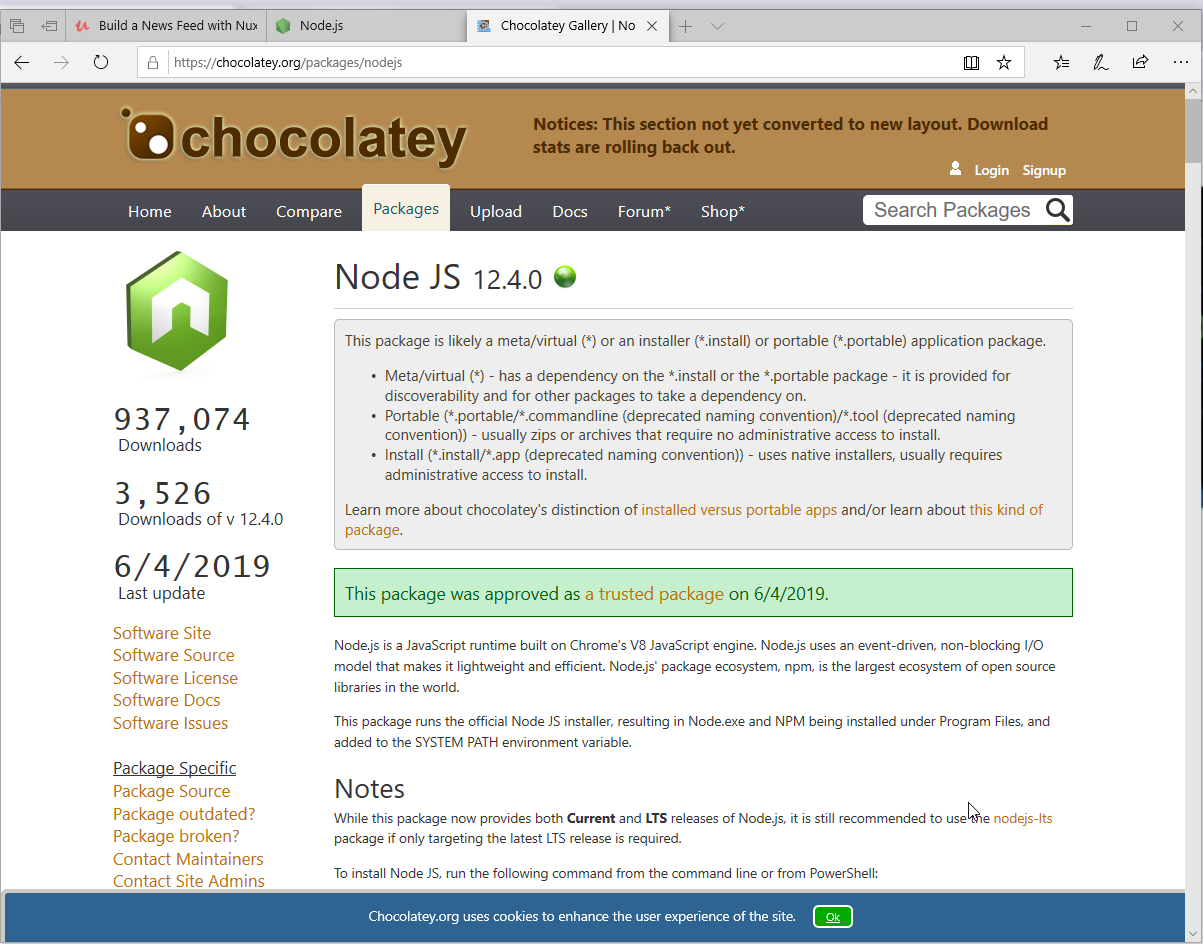 Build a News Feed with Nux
Node.js
Chocolatey Gallery | No
https://chocolatey.org/packages/nodejs
chocolatey
Notices: This section not yet converted to new layout. Download
stats are rolling back out.
Login Signup
Home About Compare Packages Upload Docs Forum* Shop*
Search Packages
Node JS 12.4.0
This package is likely a meta/virtual (*) or an installer (*.install) or portable (*.portable) application package.
• Meta/virtual (*) - has a dependency on the *.install or the *.portable package - it is provided for
discoverability and for other packages to take a dependency on.
• Portable (*.portable/*.commandline (deprecated naming convention)/*.tool (deprecated naming
convention)) - usually zips or archives that require no administrative access to install.
• Install (*.install/*.app (deprecated naming convention)) - uses native installers, usually requires
administrative access to install.
Learn more about chocolatey's distinction of installed versus portable apps and/or learn about this kind of
package.
This package was approved as a trusted package on 6/4/2019.
Node.js is a JavaScript runtime built on Chrome's V8 JavaScript engine. Node.js uses an event-driven, non-blocking I/O
model that makes it lightweight and efficient. Node.js' package ecosystem, npm, is the largest ecosystem of open source
libraries in the world.
This package runs the official Node JS installer, resulting in Node.exe and NPM being installed under Program Files, and
added to the SYSTEM PATH environment variable.
Notes
While this package now provides both Current and LTS releases of Node.js, it is still recommended to use the nodejs-lts
package if only targeting the latest LTS release is required.
To install Node JS, run the following command from the command line or from PowerShell:
937,074
Downloads
3,526
Downloads of v 12.4.0
6/4/2019
Last update
Software Site
Software Source
Software License
Software Docs
Software Issues
Package Specific
Package Source
Package outdated?
Package broken?
Contact Maintainers
Contact Site Admins
Chocolatey.org uses cookies to enhance the user experience of the site. Ok